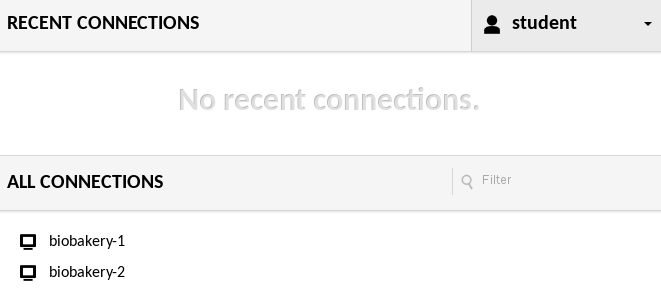 RECENT CONNECTIONS
student
No recent connections.
ALL CONNECTIONS
Filter
biobakery-1
biobakery-2